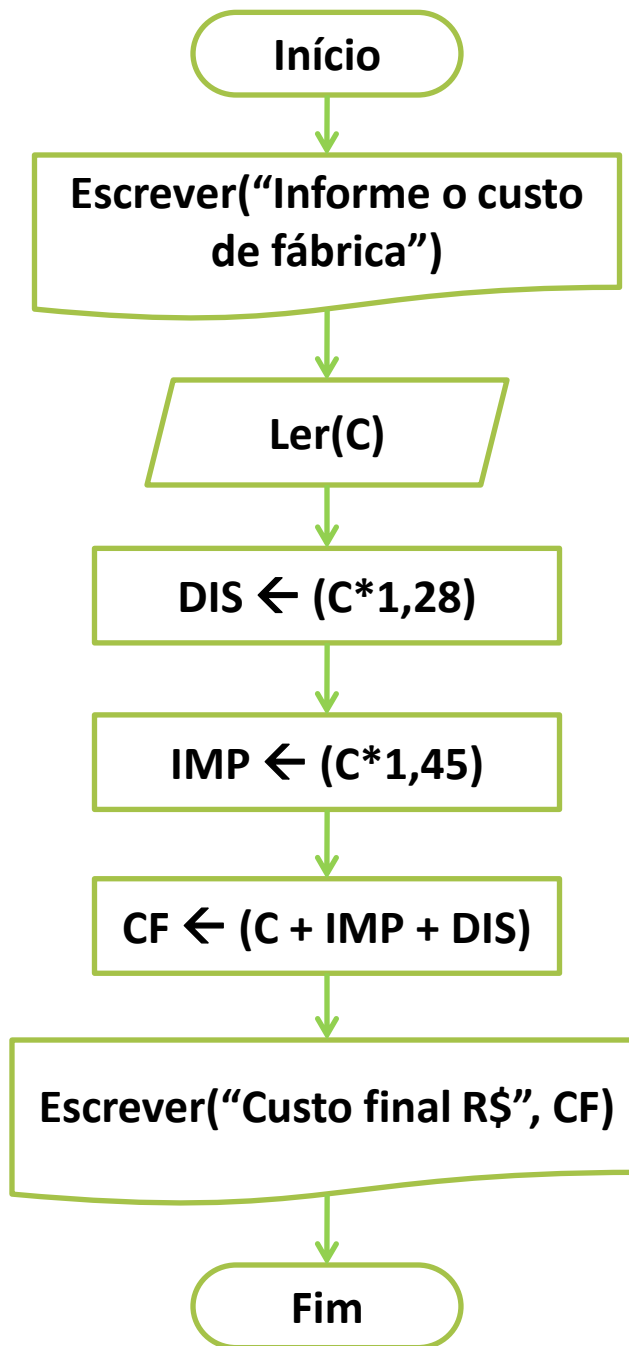 Início
Escrever(“Informe o custo
de fábrica”)
Ler(C)
DIS ← (C*1,28)
IMP ← (C*1,45)
CF ← (C + IMP + DIS)
Escrever(“Custo final R$”, CF)
Fim